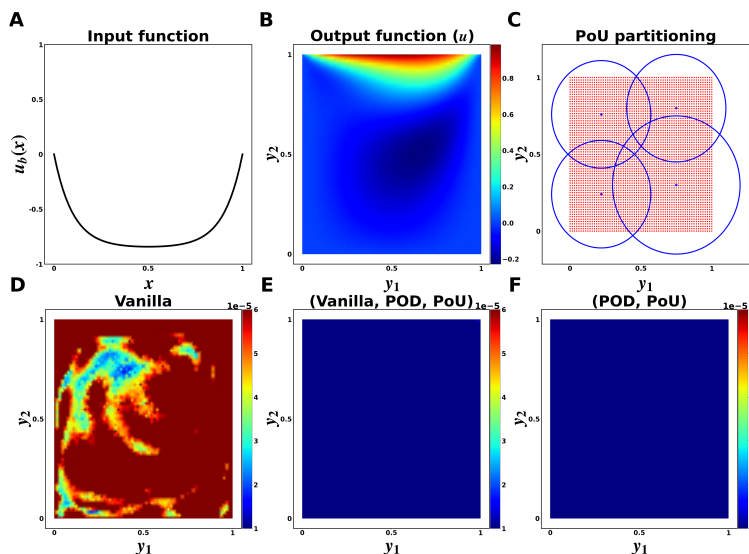 A
Input function
1
0.5
0
-0.5
-1
0
0.5
1
u_b(x)
x
B
Output function (u)
1
0.5
0
0
0.5
1
y_2
y_1
0.8
0.6
0.4
0.2
0.0
−0.2
C
PoU partitioning
1
0.5
0
0
0.5
1
y_2
y_1
D
Vanilla
1e−5
1
0.5
0
0
0.5
1
y_2
y_1
6
5
4
3
2
1
E
(Vanilla, POD, PoU)
1e−5
1
0.5
0
0
0.5
1
y_2
y_1
6
5
4
3
2
1
F
(POD, PoU)
1e−5
1
0.5
0
0
0.5
1
y_2
y_1